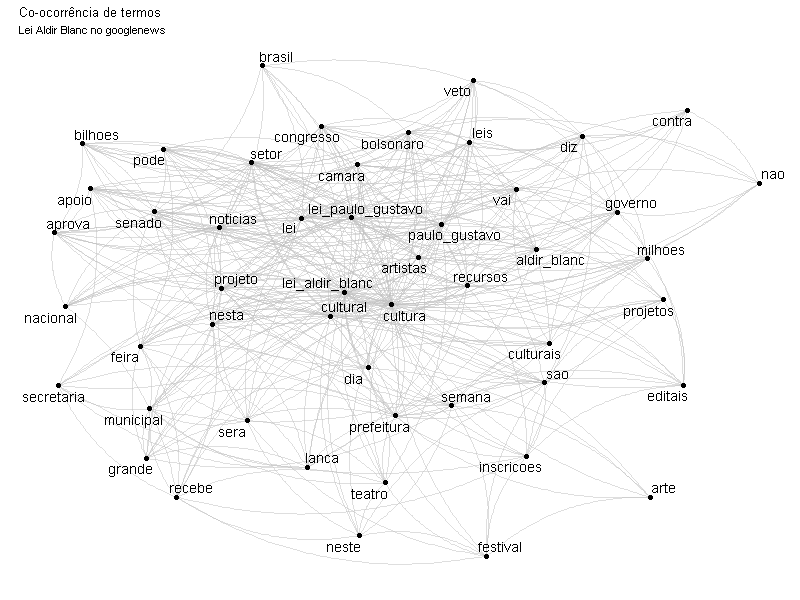 Co-ocorrência de termos
Lei Aldir Blanc no googlenews
brasil
veto
contra
bilhoes
congresso
leis
pode
setor
bolsonaro
diz
camara
nao
apoio
vai
governo
aprova
senado
noticias
lei
lei_paulo_gustavo
paulo_gustavo
milhoes
aldir_blanc
artistas
projeto
lei_aldir_blanc
recursos
nacional
nesta
cultural
cultura
projetos
feira
culturais
dia
sao
secretaria
semana
editais
municipal
sera
prefeitura
grande
lanca
inscricoes
recebe
teatro
arte
neste
festival